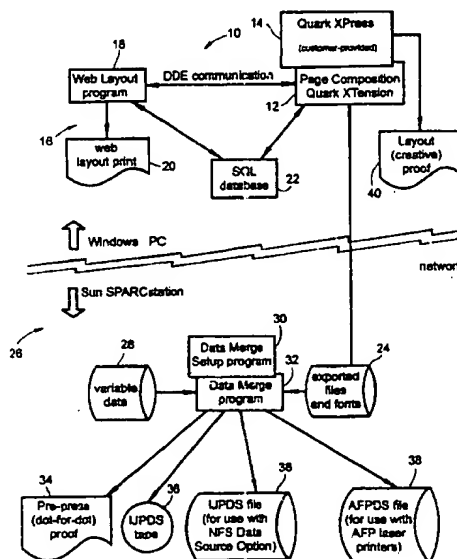 10
14
Quark XPress
(customer-provided)
18
Web Layout
program
DDE communication
Page Composition
Quark XTension
12
16
web
layout print
20
SQL
database
22
Layout
(creative)
proof
40
Windows PC
network
Sun SPARCstation
26
28
variable
data
30
Data Merge
Setup program
32
Data Merge
program
24
exported
files
and fonts
34
Pre-press
(dot-for-dot)
proof
36
IJPDS
tape
38
IJPDS file
(for use with
NFS Data
Source Option)
38
AFPDS file
(for use with
AFP laser
printers)